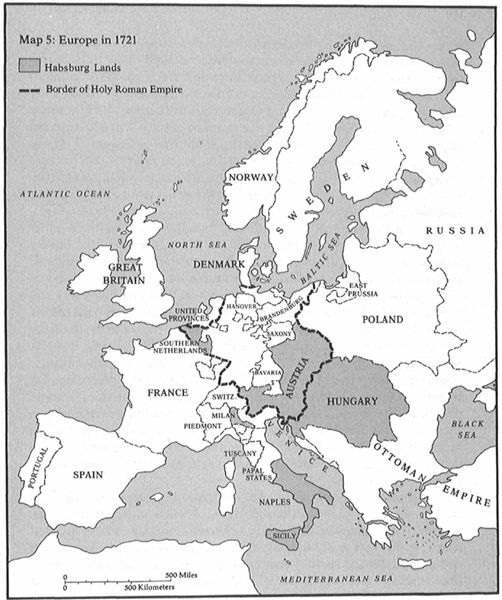 Map 5: Europe in 1721
Habsburg Lands
Border of Holy Roman Empire
ATLANTIC OCEAN
NORWAY
SWEDEN
RUSSIA
NORTH SEA
BALTIC SEA
DENMARK
GREAT
BRITAIN
EAST
PRUSSIA
UNITED
PROVINCES
HANOVER
BRANDENBURG
POLAND
SAXONY
SOUTHERN
NETHERLANDS
BAVARIA
AUSTRIA
FRANCE
SWITZ.
HUNGARY
MILAN
VENICE
PIEDMONT
BLACK
SEA
TUSCANY
PAPAL
STATES
OTTOMAN
EMPIRE
PORTUGAL
SPAIN
NAPLES
SICILY
0 500 Miles
0 500 Kilometers
MEDITERRANEAN SEA